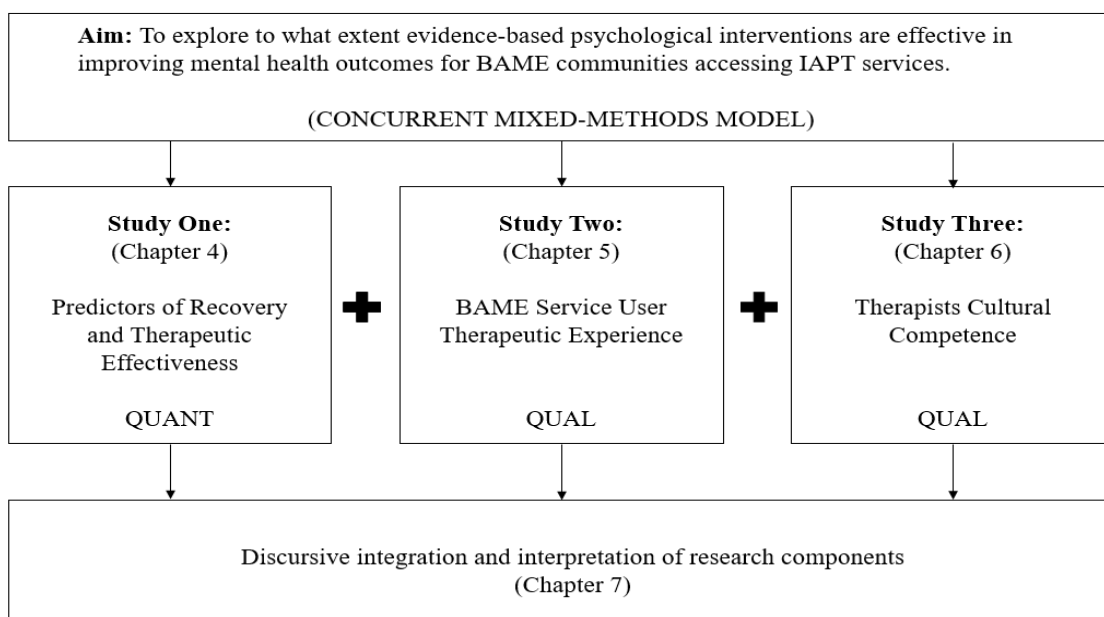 Aim: To explore to what extent evidence-based psychological interventions are effective in
improving mental health outcomes for BAME communities accessing IAPT services.
(CONCURRENT MIXED-METHODS MODEL)
Study One:
(Chapter 4)
Predictors of Recovery
and Therapeutic
Effectiveness
QUANT
Study Two:
(Chapter 5)
BAME Service User
Therapeutic Experience
QUAL
Study Three:
(Chapter 6)
Therapists Cultural
Competence
QUAL
Discursive integration and interpretation of research components
(Chapter 7)